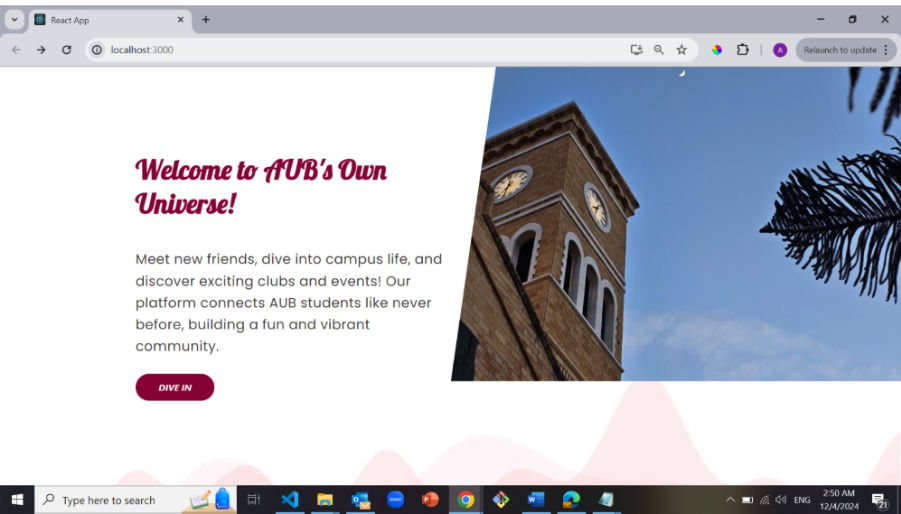 React App
localhost:3000
A
Relaunch to update
Welcome to AUB's Own
Universe!
Meet new friends, dive into campus life, and
discover exciting clubs and events! Our
platform connects AUB students like never
before, building a fun and vibrant
community.
DIVE IN
Type here to search
zoom
ENG
2:50 AM
12/4/2024
21